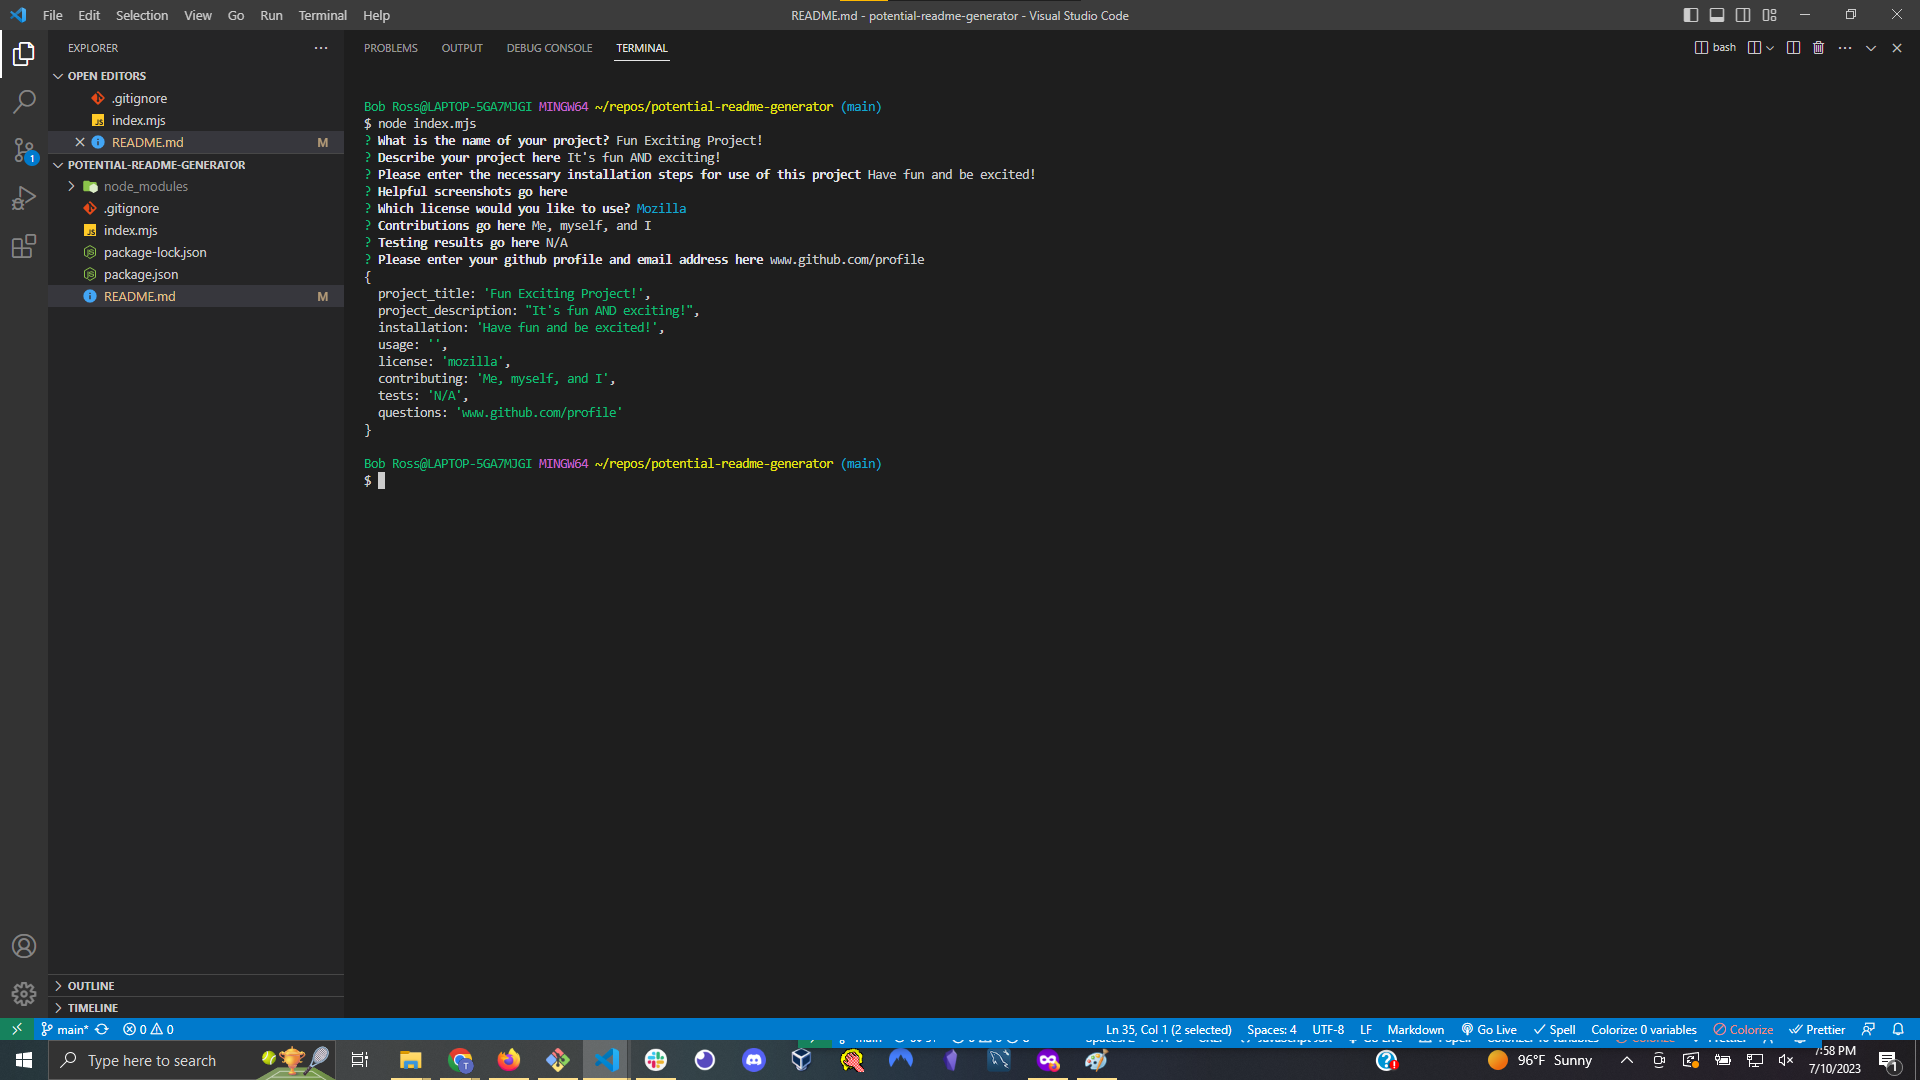 File Edit Selection View Go Run Terminal Help
README.md - potential-readme-generator - Visual Studio Code
EXPLORER
OPEN EDITORS
.gitignore
index.mjs
README.md M
POTENTIAL-README-GENERATOR
node_modules
.gitignore
index.mjs
package-lock.json
package.json
README.md M
OUTLINE
TIMELINE
PROBLEMS OUTPUT DEBUG CONSOLE TERMINAL
bash
Bob Ross@LAPTOP-5GA7MJGI MINGW64 ~/repos/potential-readme-generator (main)
$ node index.mjs
? What is the name of your project? Fun Exciting Project!
? Describe your project here It's fun AND exciting!
? Please enter the necessary installation steps for use of this project Have fun and be excited!
? Helpful screenshots go here
? Which license would you like to use? Mozilla
? Contributions go here Me, myself, and I
? Testing results go here N/A
? Please enter your github profile and email address here www.github.com/profile
{
project_title: 'Fun Exciting Project!',
project_description: "It's fun AND exciting!",
installation: 'Have fun and be excited!',
usage: '',
license: 'mozilla',
contributing: 'Me, myself, and I',
tests: 'N/A',
questions: 'www.github.com/profile'
}
Bob Ross@LAPTOP-5GA7MJGI MINGW64 ~/repos/potential-readme-generator (main)
$
main* 0 0
Ln 35, Col 1 (2 selected) Spaces: 4 UTF-8 LF Markdown Go Live Spell Colorize: 0 variables Colorize Prettier
Type here to search
96°F Sunny
7:58 PM
7/10/2023
1
1